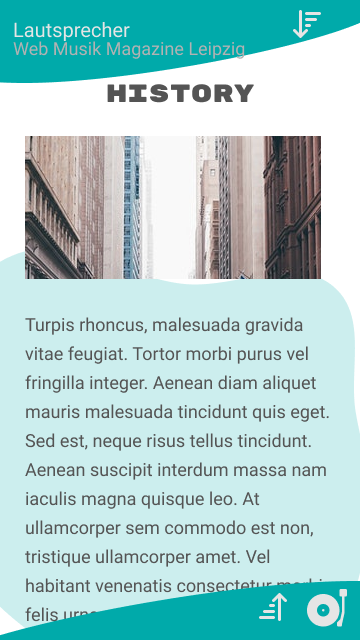 Lautsprecher
Web Musik Magazine Leipzig
HISTORY
Turpis rhoncus, malesuada gravida
vitae feugiat. Tortor morbi purus vel
fringilla integer. Aenean diam aliquet
mauris malesuada tincidunt quis eget.
Sed est, neque risus tellus tincidunt.
Aenean suscipit interdum massa nam
iaculis magna quisque leo. At
ullamcorper sem commodo est non,
tristique ullamcorper amet. Vel
habitant venenatis consectetur morbi
felis urna